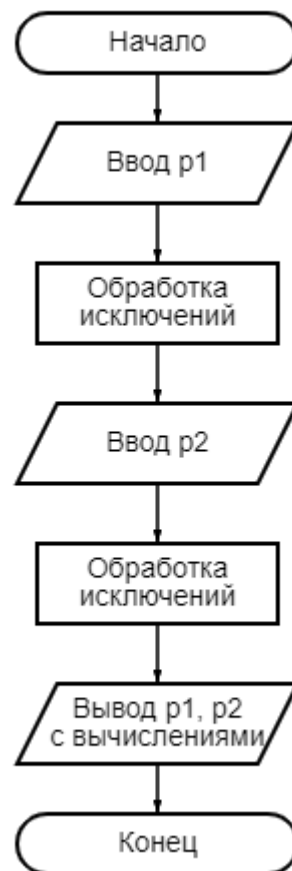 Начало
Ввод p1
Обработка
исключений
Ввод p2
Обработка
исключений
Вывод p1, p2
с вычислениями
Конец